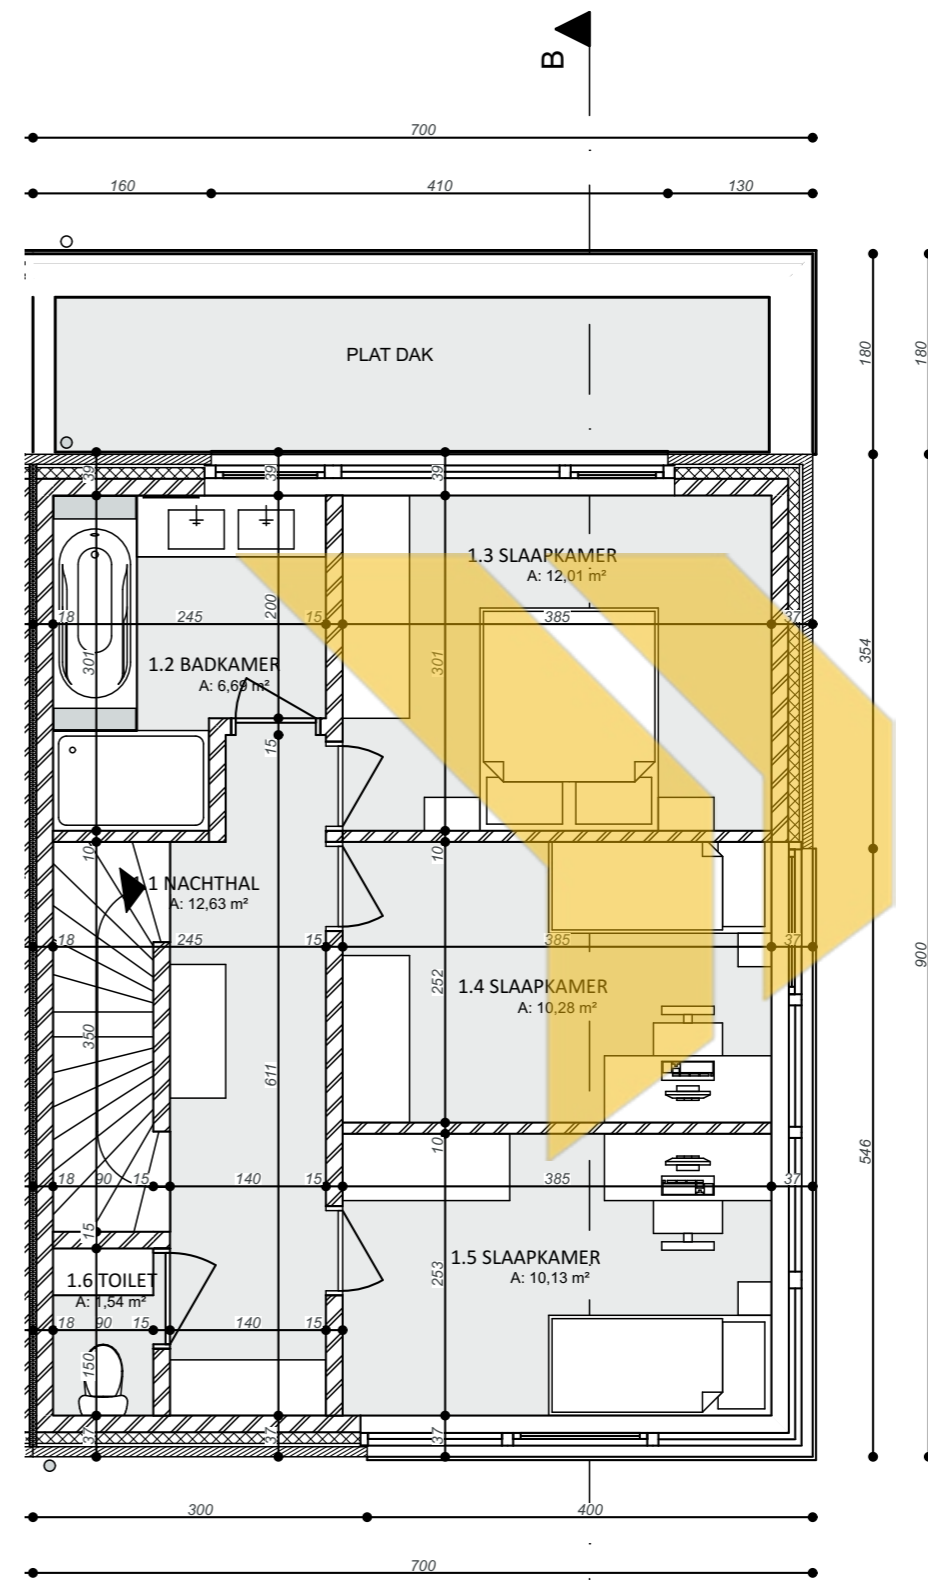 B
700
160 410 130
PLAT DAK
180 180
39 39 39
1.3 SLAAPKAMER
A: 12,01 m²
18 245 200 15 385 37
1.2 BADKAMER
A: 6,69 m²
301 301 354
15
10 10
1 NACHTHAL
A: 12,63 m²
18 245 15 385 37
900
252
1.4 SLAAPKAMER
A: 10,28 m²
350 611
10
546
18 90 15 140 15 385 37
15
1.5 SLAAPKAMER
A: 10,13 m²
253
1.6 TOILET
A: 1,54 m²
18 90 15 140 15
150
37 37 37
300 400
700